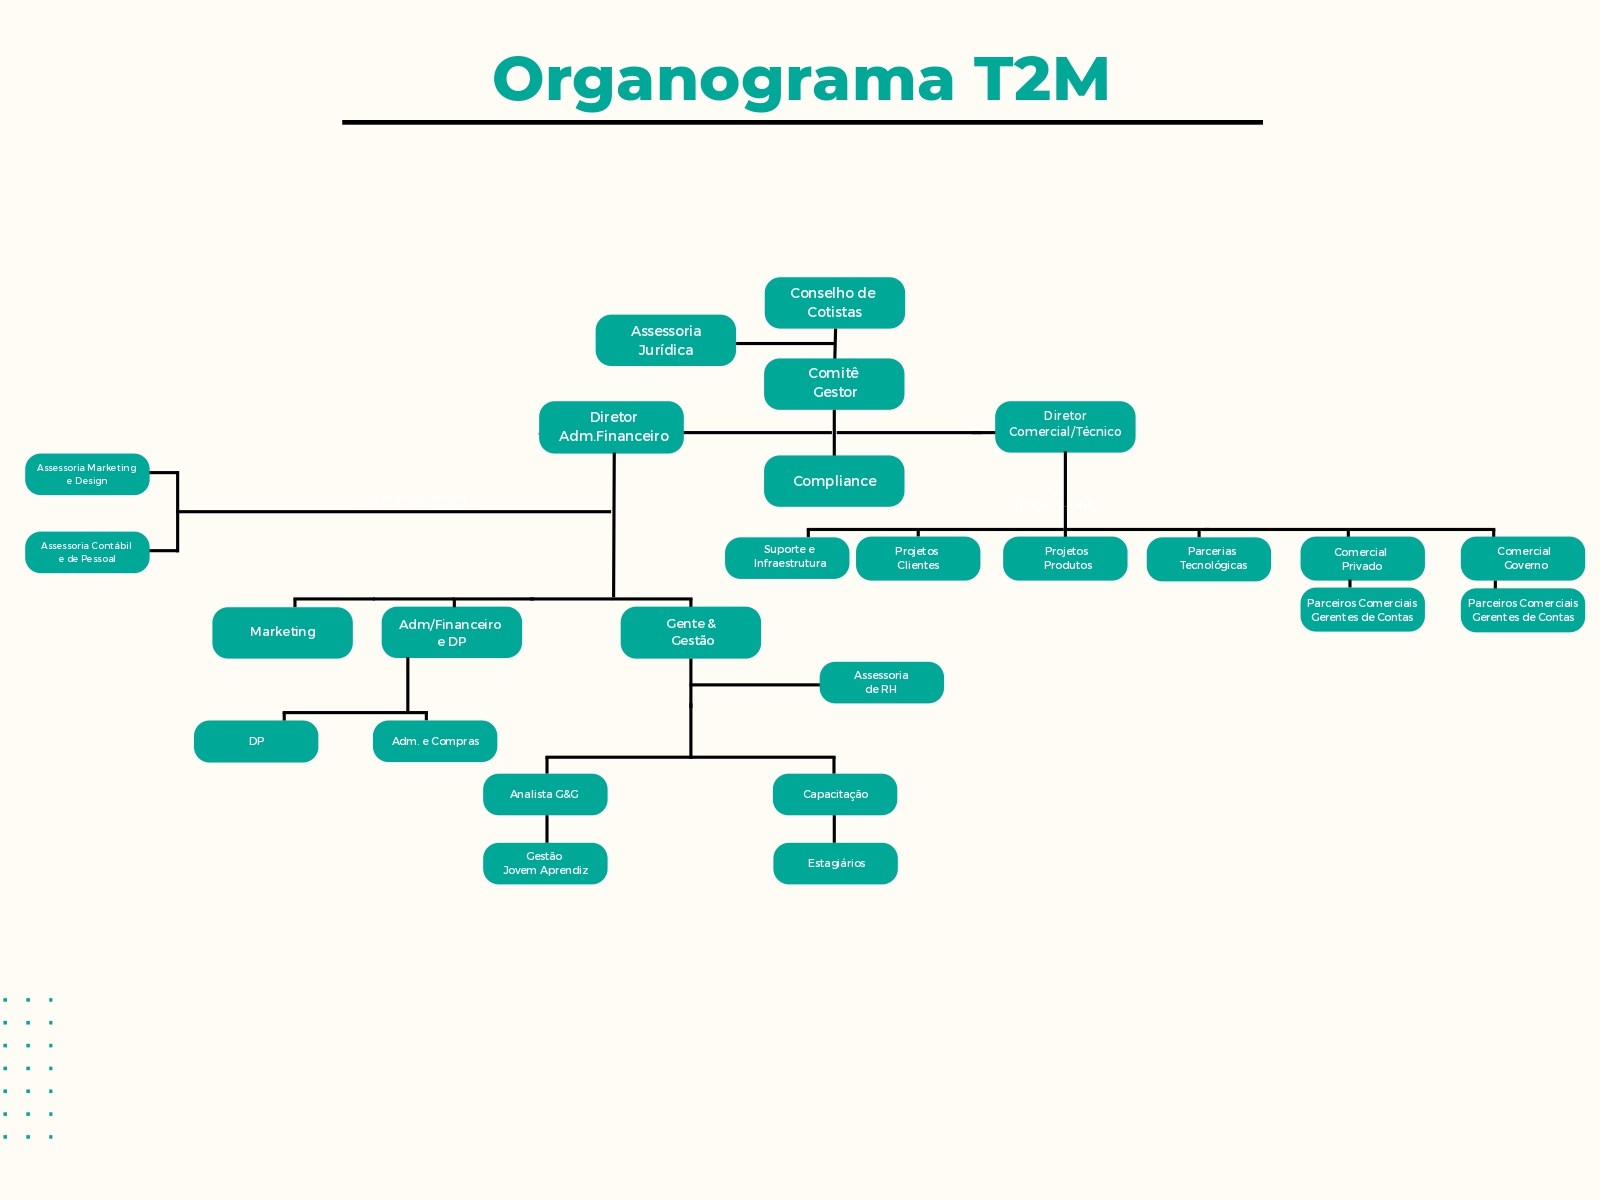 Organograma T2M
Conselho de
Cotistas
Assessoria
Jurídica
Comitê
Gestor
Diretor
Adm.Financeiro
Diretor
Comercial/Técnico
Compliance
Assessoria Marketing
e Design
Assessoria Contábil
e de Pessoal
Suporte e
Infraestrutura
Projetos
Clientes
Projetos
Produtos
Parcerias
Tecnológicas
Comercial
Privado
Comercial
Governo
Parceiros Comerciais
Gerentes de Contas
Parceiros Comerciais
Gerentes de Contas
Marketing
Adm/Financeiro
e DP
Gente &
Gestão
Assessoria
de RH
DP
Adm. e Compras
Analista G&G
Capacitação
Gestão
Jovem Aprendiz
Estagiários